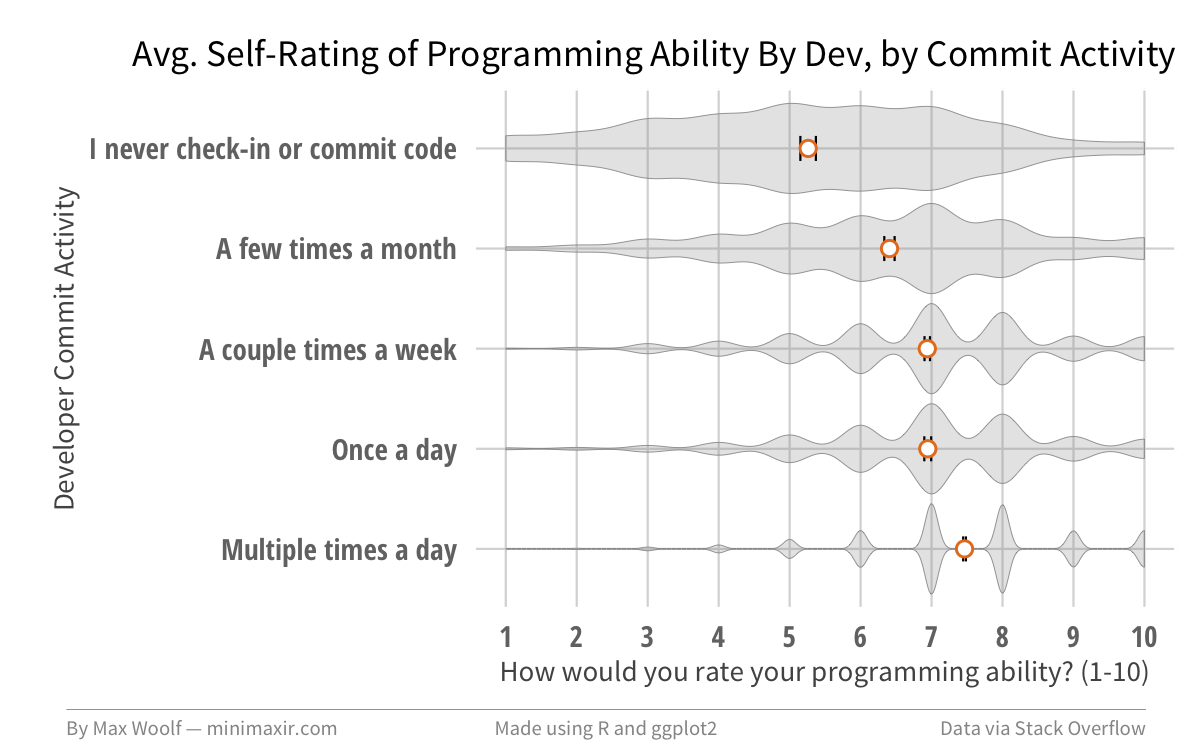 Avg. Self-Rating of Programming Ability By Dev, by Commit Activity
Developer Commit Activity
I never check-in or commit code
A few times a month
A couple times a week
Once a day
Multiple times a day
1 2 3 4 5 6 7 8 9 10
How would you rate your programming ability? (1-10)
By Max Woolf — minimaxir.com Made using R and ggplot2 Data via Stack Overflow